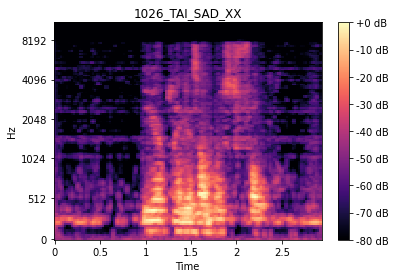 1026_TAI_SAD_XX
8192
4096
2048
1024
512
0
Hz
0
0.5
1
1.5
2
2.5
Time
+0 dB
-10 dB
-20 dB
-30 dB
-40 dB
-50 dB
-60 dB
-70 dB
-80 dB